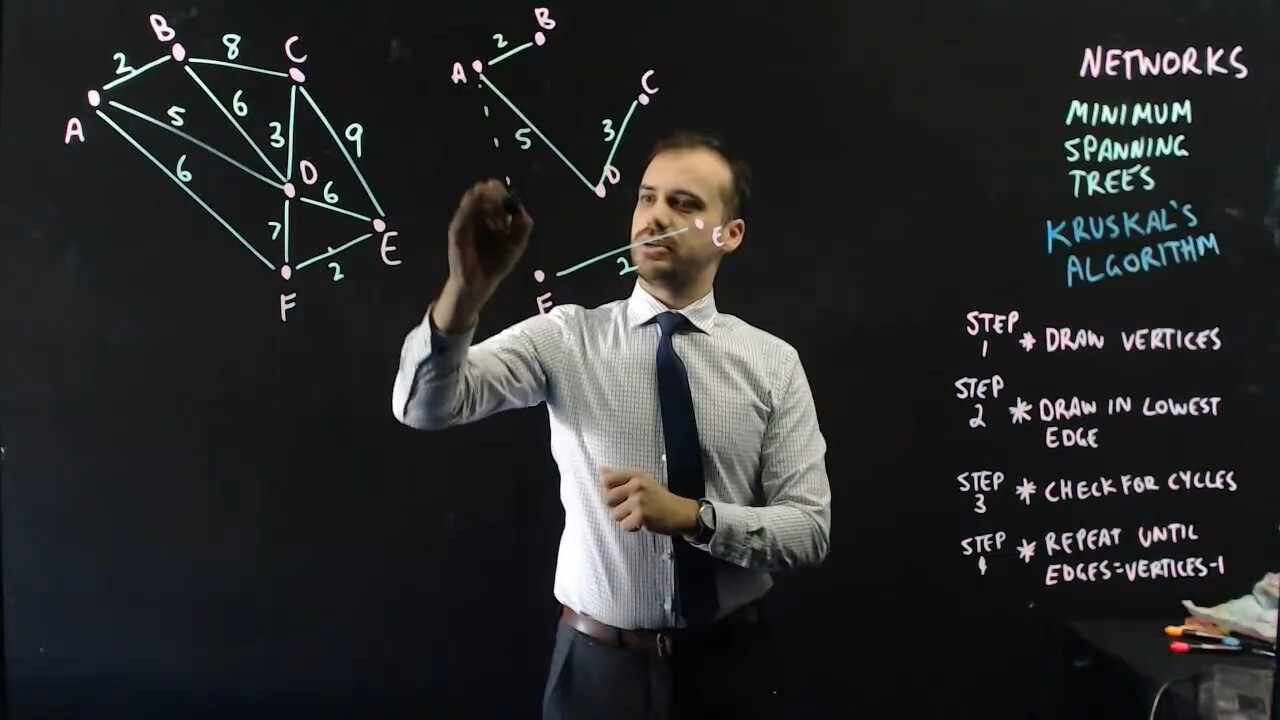 B
8
C
2
A
5
6
6
3
9
D
6
7
E
2
F
B
2
A
C
5
3
D
E
2
F
NETWORKS
MINIMUM
SPANNING
TREES
KRUSKAL'S
ALGORITHM
STEP
1 * DRAW VERTICES
STEP
2 * DRAW IN LOWEST
EDGE
STEP
3 * CHECK FOR CYCLES
STEP
4 * REPEAT UNTIL
EDGES=VERTICES-1